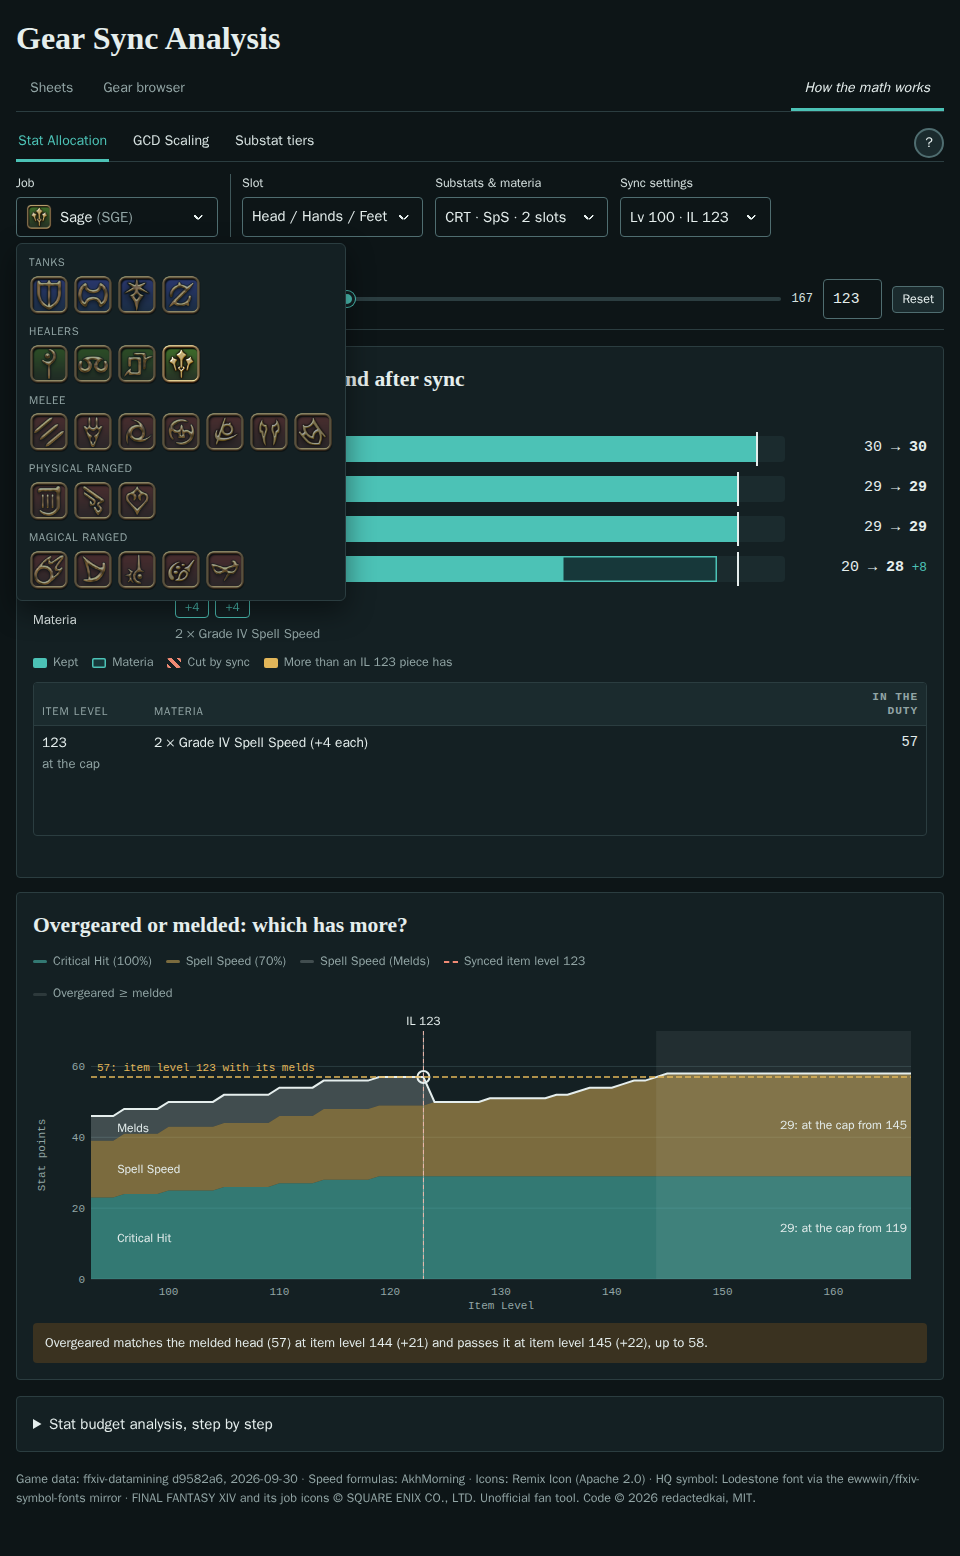 Gear Sync Analysis
Sheets
Gear browser
How the math works
Stat Allocation
GCD Scaling
Substat tiers
?
Job
Slot
Substats & materia
Sync settings
Sage (SGE)
Head / Hands / Feet
CRT · SpS · 2 slots
Lv 100 · IL 123
TANKS
HEALERS
MELEE
PHYSICAL RANGED
MAGICAL RANGED
167
123
Reset
nd after sync
30 → 30
29 → 29
29 → 29
20 → 28 +8
Materia
+4
+4
2 × Grade IV Spell Speed
Kept
Materia
Cut by sync
More than an IL 123 piece has
ITEM LEVEL
MATERIA
IN THE
DUTY
123
2 × Grade IV Spell Speed (+4 each)
57
at the cap
Overgeared or melded: which has more?
Critical Hit (100%)
Spell Speed (70%)
Spell Speed (Melds)
Synced item level 123
Overgeared ≥ melded
IL 123
60
57: item level 123 with its melds
Melds
29: at the cap from 145
40
Stat points
Spell Speed
20
29: at the cap from 119
Critical Hit
0
100
110
120
130
140
150
160
Item Level
Overgeared matches the melded head (57) at item level 144 (+21) and passes it at item level 145 (+22), up to 58.
Stat budget analysis, step by step
Game data: ffxiv-datamining d9582a6, 2026-09-30 · Speed formulas: AkhMorning · Icons: Remix Icon (Apache 2.0) · HQ symbol: Lodestone font via the ewwwin/ffxiv-
symbol-fonts mirror · FINAL FANTASY XIV and its job icons © SQUARE ENIX CO., LTD. Unofficial fan tool. Code © 2026 redactedkai, MIT.